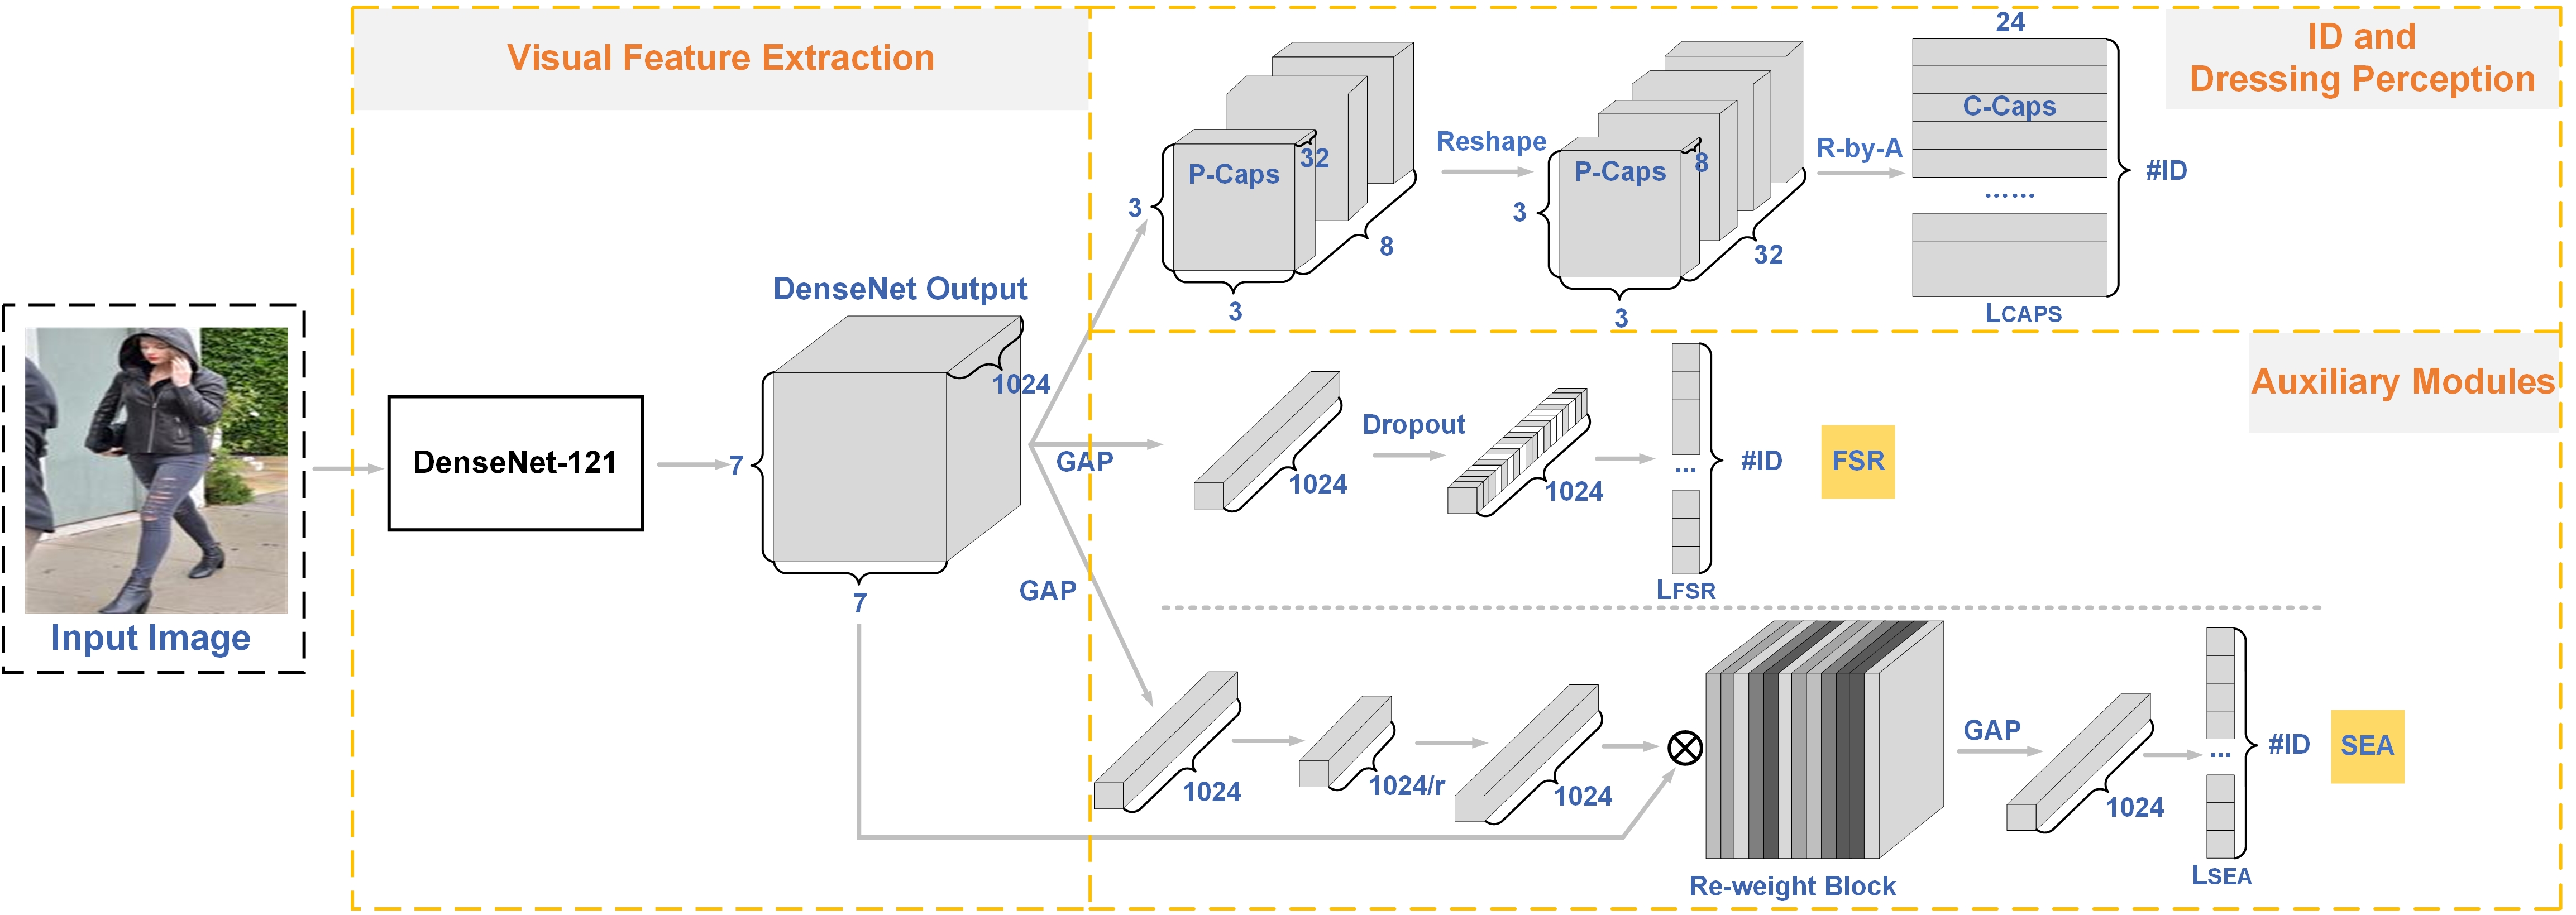 Visual Feature Extraction
ID and
Dressing Perception
Auxiliary Modules
Input Image
DenseNet-121
DenseNet Output
1024
7
7
P-Caps
32
3
3
8
Reshape
P-Caps
8
3
3
32
R-by-A
24
C-Caps
......
#ID
LCAPS
GAP
1024
Dropout
1024
...
#ID
LFSR
FSR
GAP
1024
1024/r
1024
Re-weight Block
GAP
1024
...
#ID
LSEA
SEA